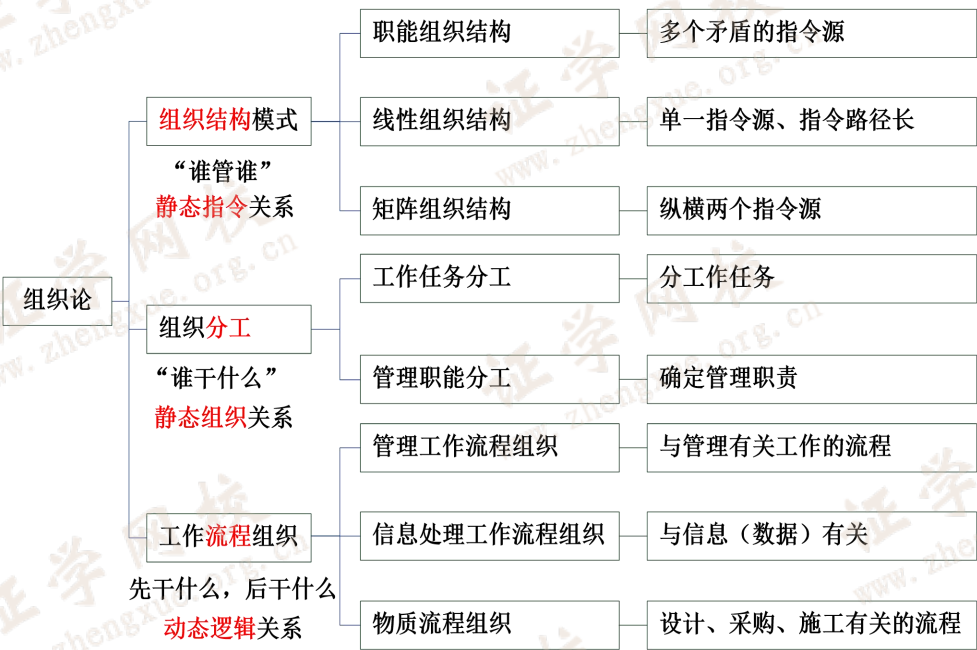 组织论
组织结构模式
“谁管谁”
静态指令关系
职能组织结构
多个矛盾的指令源
线性组织结构
单一指令源、指令路径长
矩阵组织结构
纵横两个指令源
组织分工
“谁干什么”
静态组织关系
工作任务分工
分工作任务
管理职能分工
确定管理职责
工作流程组织
先干什么，后干什么
动态逻辑关系
管理工作流程组织
与管理有关工作的流程
信息处理工作流程组织
与信息（数据）有关
物质流程组织
设计、采购、施工有关的流程
证学网校
www.zhengxue.org.cn